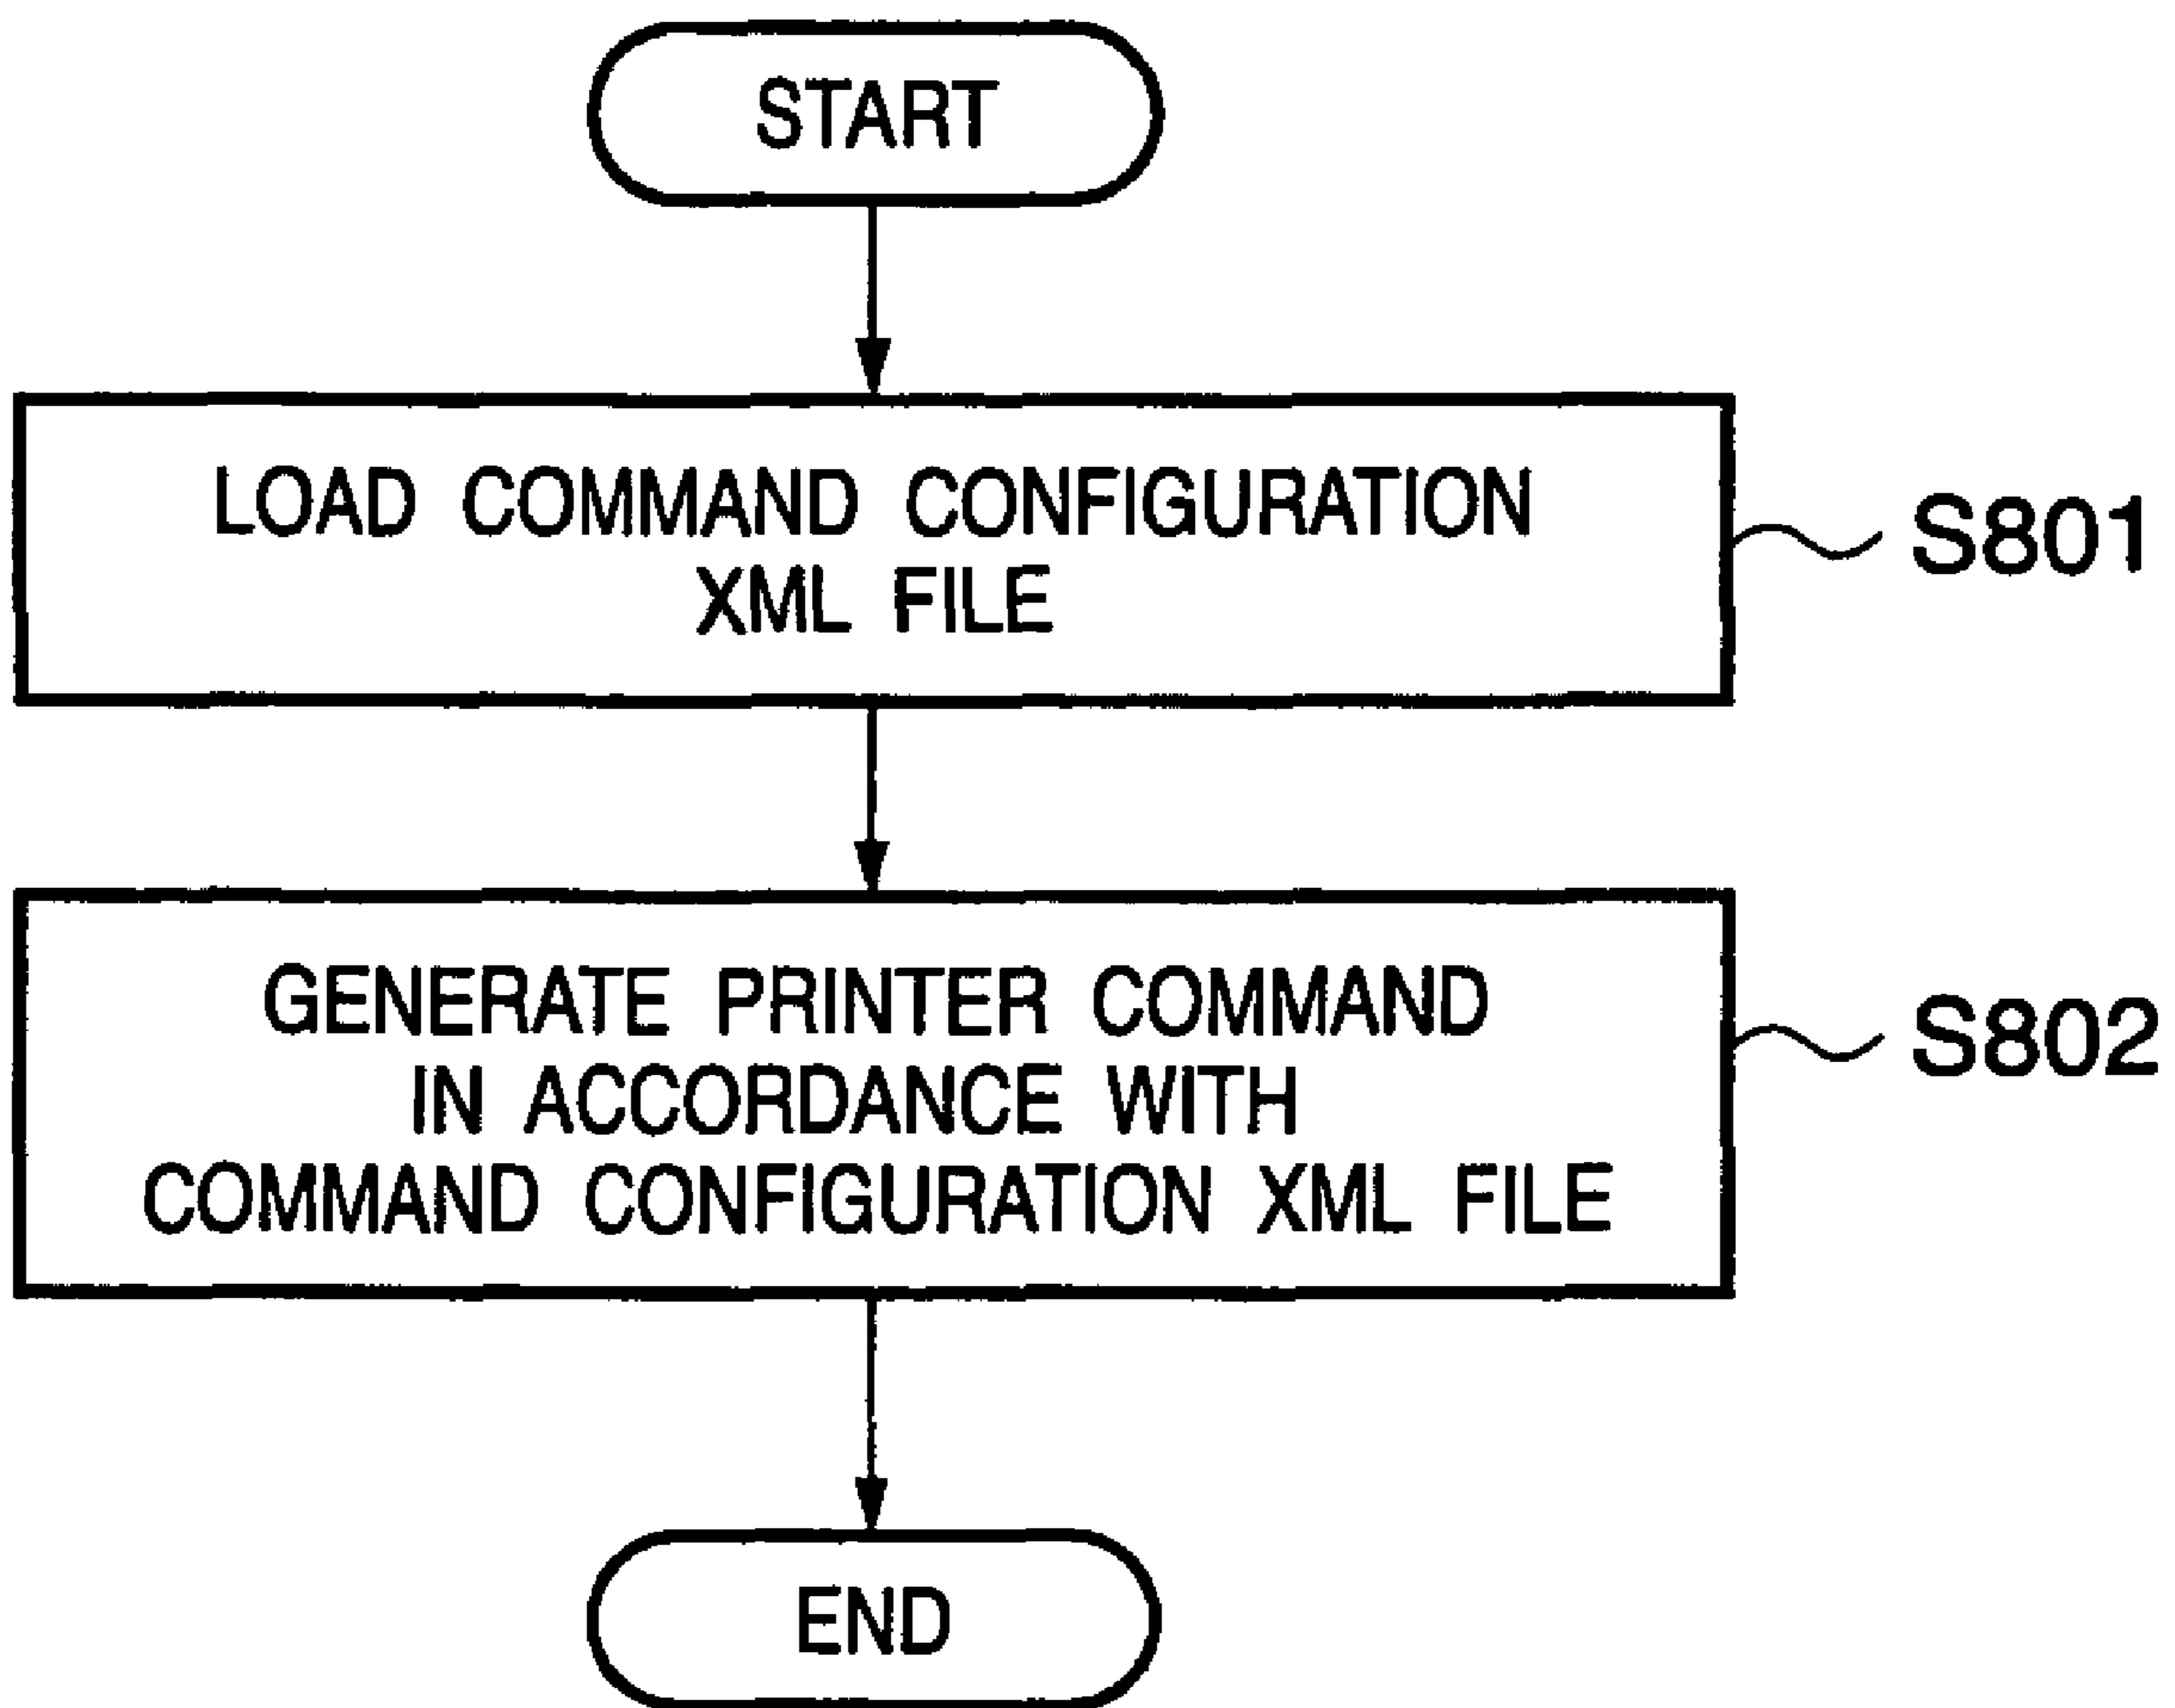 START
LOAD COMMAND CONFIGURATION
XML FILE
S801
GENERATE PRINTER COMMAND
IN ACCORDANCE WITH
COMMAND CONFIGURATION XML FILE
S802
END